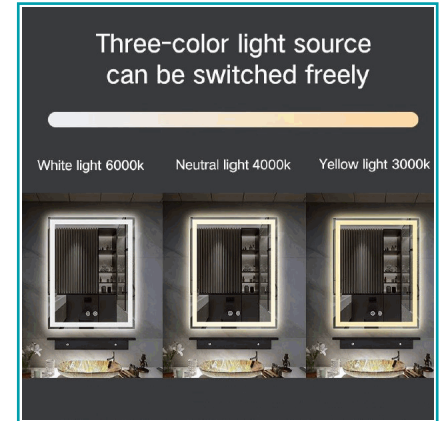 Three-color light source
can be switched freely
White light 6000k
Neutral light 4000k
Yellow light 3000k